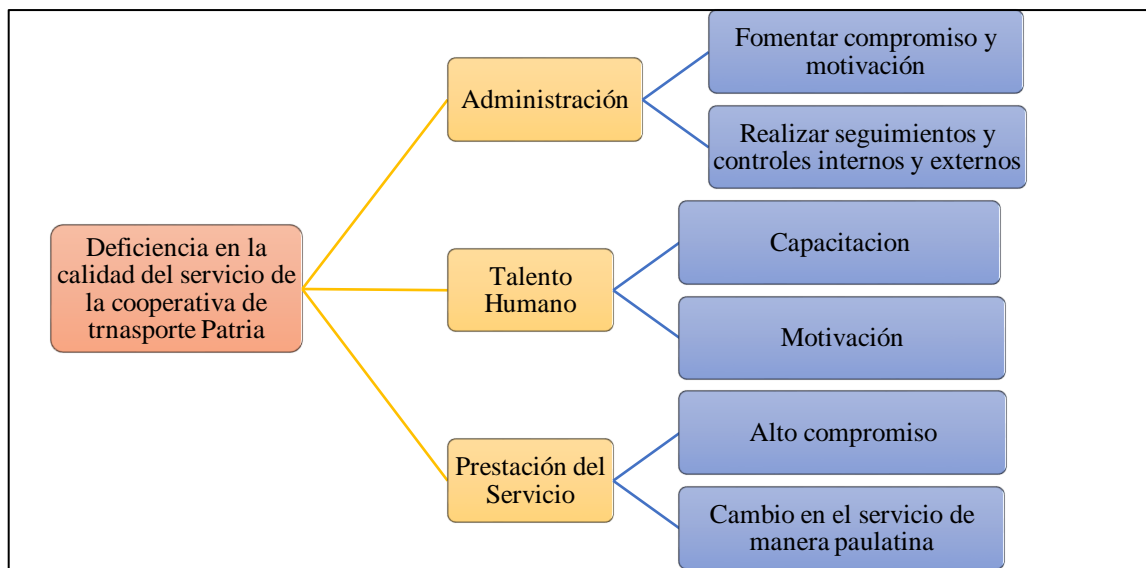 Deficiencia en la
calidad del servicio de
la cooperativa de
trnasporte Patria
Administración
Fomentar compromiso y
motivación
Realizar seguimientos y
controles internos y externos
Talento
Humano
Capacitacion
Motivación
Prestación del
Servicio
Alto compromiso
Cambio en el servicio de
manera paulatina